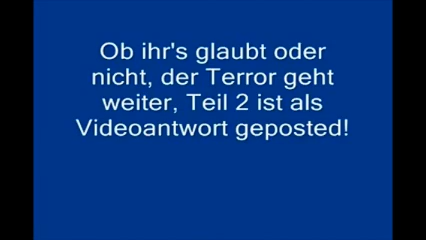 Ob ihr's glaubt oder
nicht, der Terror geht
weiter, Teil 2 ist als
Videoantwort geposted!